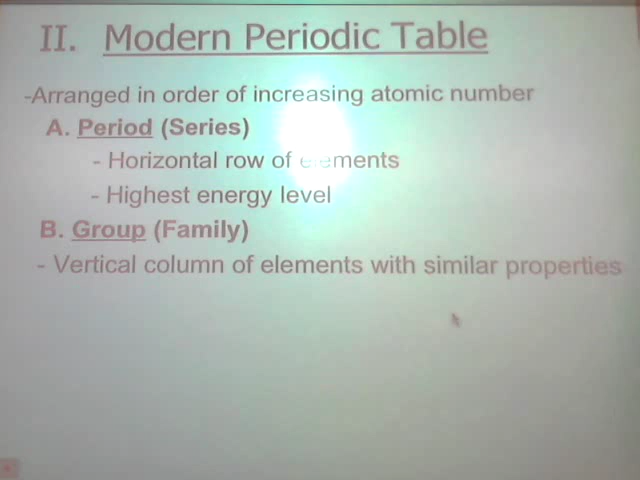 II. Modern Periodic Table
-Arranged in order of increasing atomic number
A. Period (Series)
- Horizontal row of elements
- Highest energy level
B. Group (Family)
- Vertical column of elements with similar properties